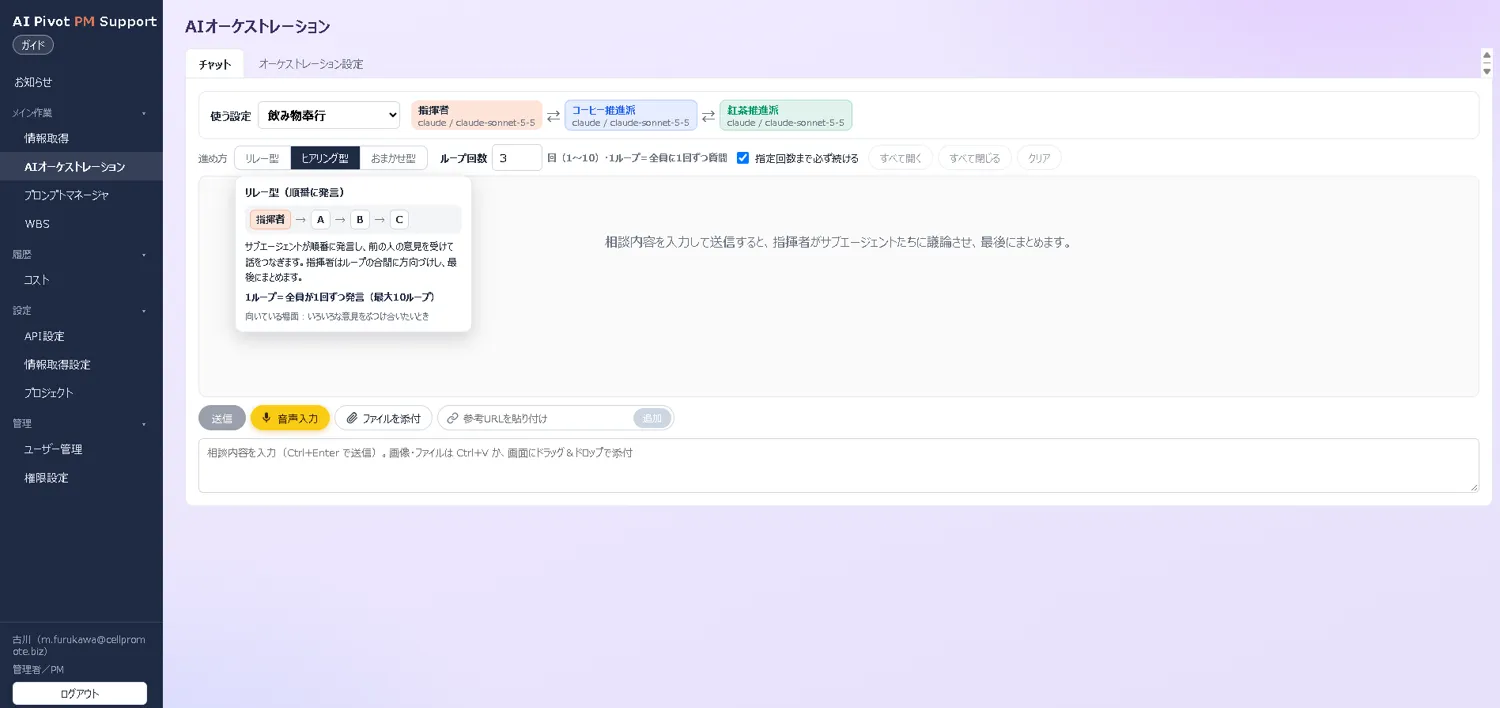 AI Pivot PM Support
ガイド
お知らせ
メイン作業
情報取得
AIオーケストレーション
プロンプトマネージャ
WBS
履歴
コスト
設定
API設定
情報取得設定
プロジェクト
管理
ユーザー管理
権限設定
古川（m.furukawa@cellprom
ote.biz）
管理者／PM
ログアウト
AIオーケストレーション
チャット オーケストレーション設定
使う設定 飲み物奉行
指揮者
claude / claude-sonnet-5-5
⇄
コーヒー推進派
claude / claude-sonnet-5-5
⇄
紅茶推進派
claude / claude-sonnet-5-5
進め方 リレー型 ヒアリング型 おまかせ型 ループ回数 3 回（1〜10）・1ループ＝全員に1回ずつ質問 指定回数まで必ず続ける すべて開く すべて閉じる クリア
リレー型（順番に発言）
指揮者 → A → B → C
サブエージェントが順番に発言し、前の人の意見を受けて
話をつなぎます。指揮者はループの合間に方向づけし、最
後にまとめます。
1ループ＝全員が1回ずつ発言（最大10ループ）
向いている場面：いろいろな意見をぶつけ合いたいとき
相談内容を入力して送信すると、指揮者がサブエージェントたちに議論させ、最後にまとめます。
送信 音声入力 ファイルを添付 参考URLを貼り付け 追加
相談内容を入力（Ctrl+Enter で送信）。画像・ファイルは Ctrl+V か、画面にドラッグ＆ドロップで添付